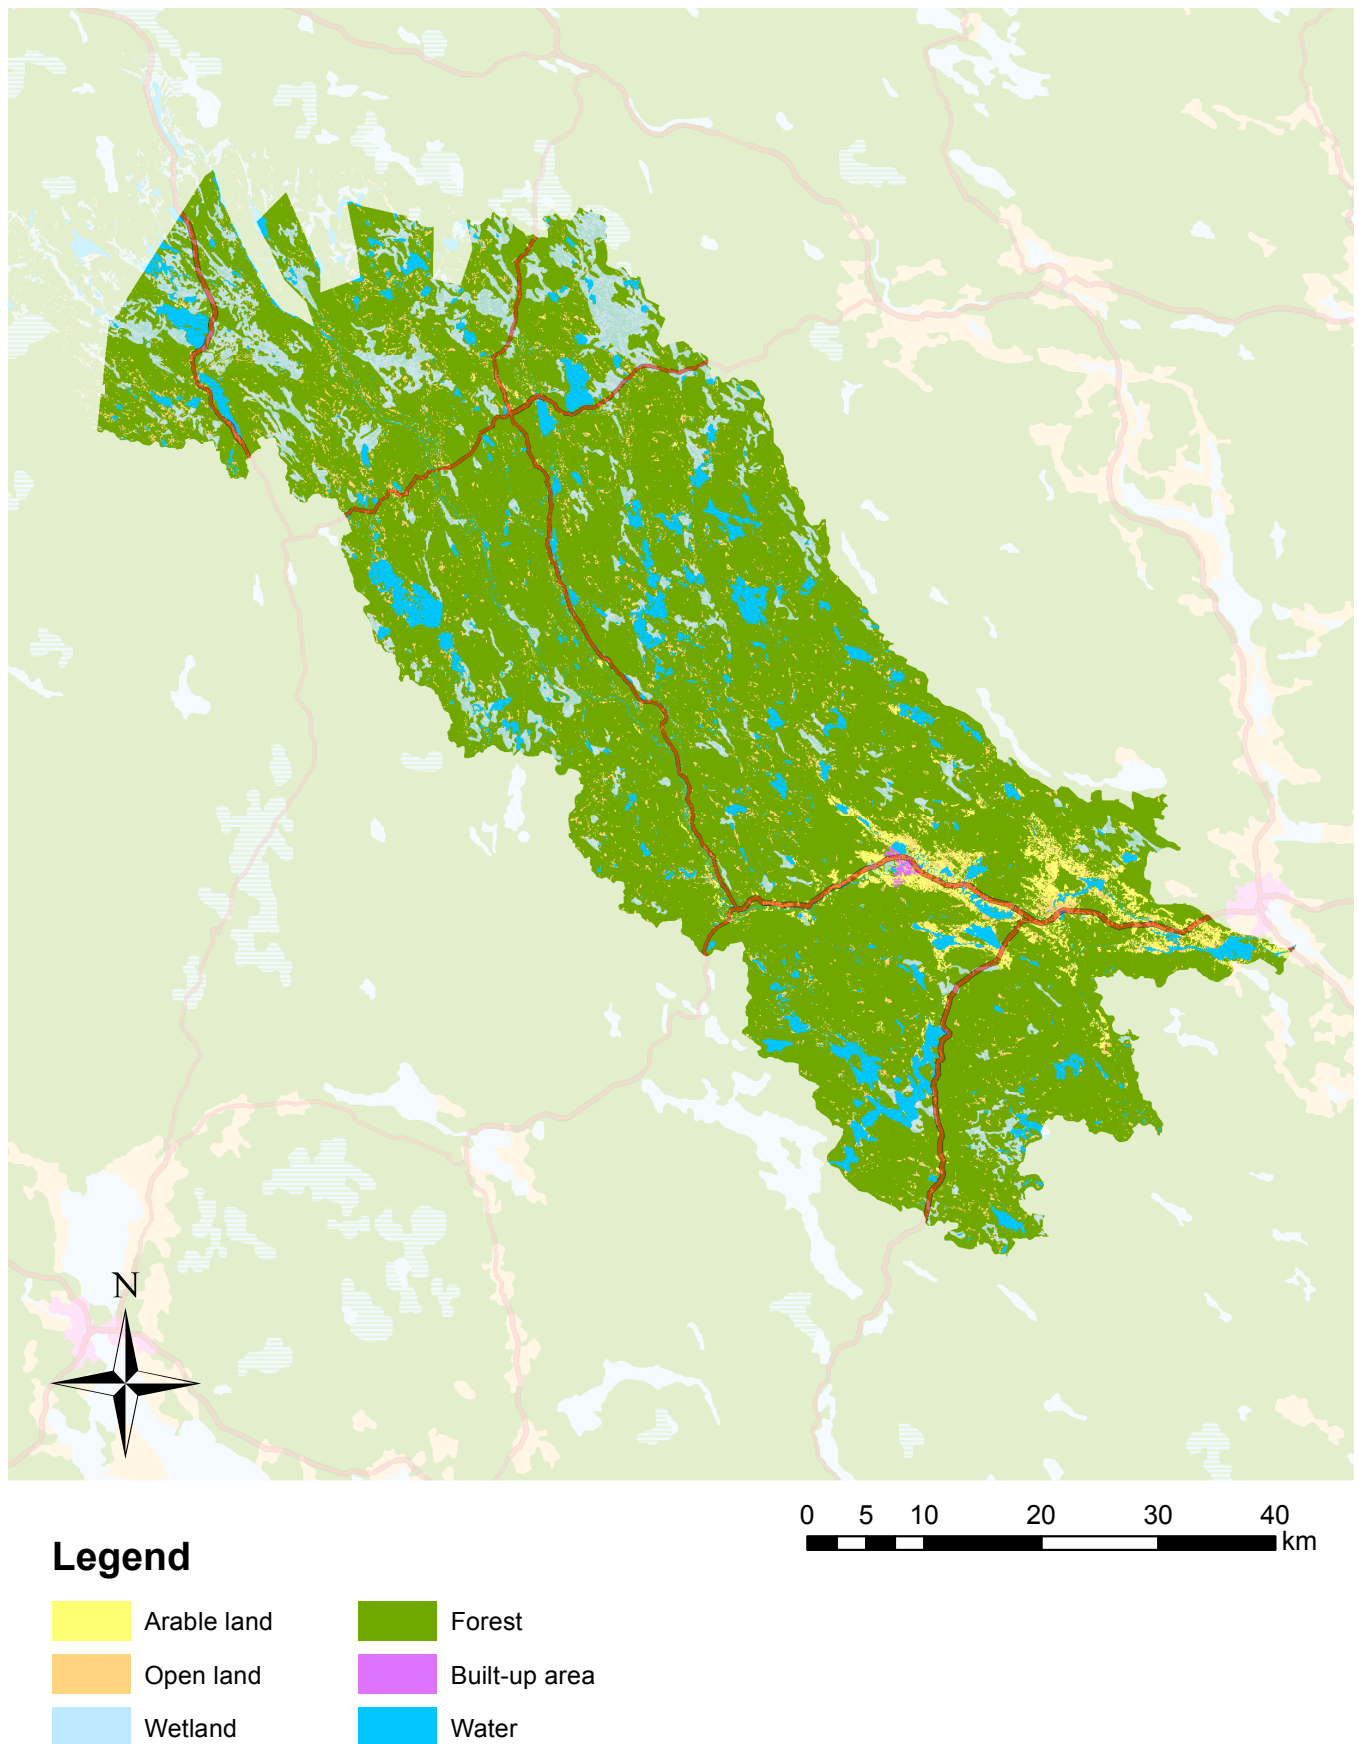 N
0 5 10 20 30 40
km
Legend
Arable land
Forest
Open land
Built-up area
Wetland
Water